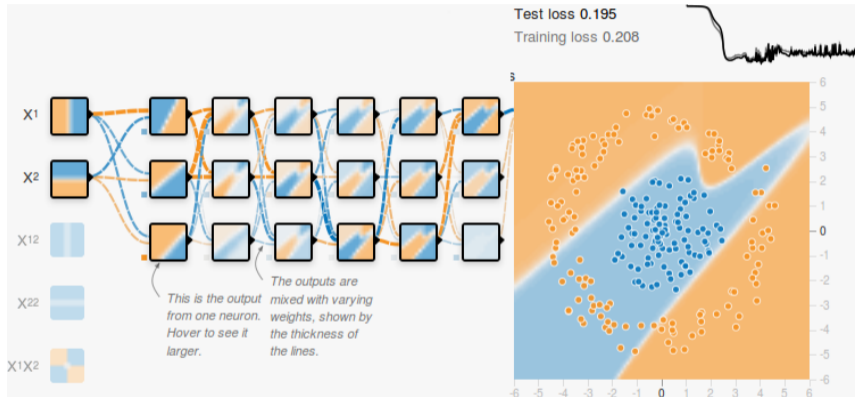 Test loss 0.195
Training loss 0.208
s
X1
X2
X12
X22
X1X2
This is the output
from one neuron.
Hover to see it
larger.
The outputs are
mixed with varying
weights, shown by
the thickness of
the lines.
6
5
4
3
2
1
0
-1
-2
-3
-4
-5
-6
-6 -5 -4 -3 -2 -1 0 1 2 3 4 5 6